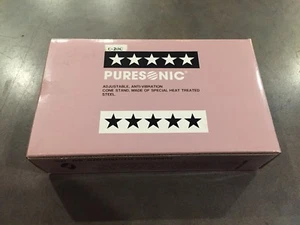 PURESONIC
ADJUSTABLE, ANTI-VIBRATION
CONE STAND, MADE OF SPECIAL HEAT TREATED
STEEL